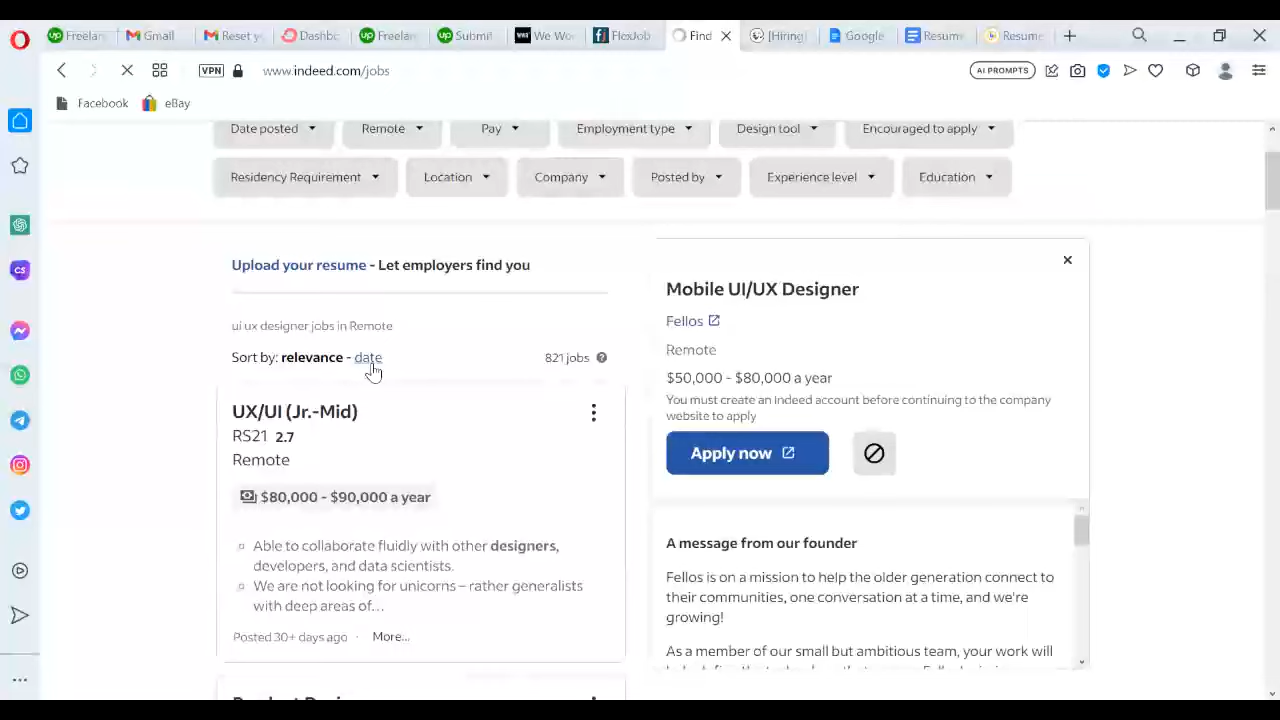 Freelan
Gmail
Reset y
Dashb
Freelan
Submit
We Wo
FlexJob
Find
[Hiring]
Google
Resum
Resume
VPN
www.indeed.com/jobs
AI PROMPTS
Facebook
eBay
Date posted
Remote
Pay
Employment type
Design tool
Encouraged to apply
Residency Requirement
Location
Company
Posted by
Experience level
Education
Upload your resume - Let employers find you
ui ux designer jobs in Remote
Sort by: relevance - date
821 jobs
UX/UI (Jr.-Mid)
RS21 2.7
Remote
$80,000 - $90,000 a year
Able to collaborate fluidly with other designers,
developers, and data scientists.
We are not looking for unicorns – rather generalists
with deep areas of…
Posted 30+ days ago · More...
Mobile UI/UX Designer
Fellos
Remote
$50,000 - $80,000 a year
You must create an Indeed account before continuing to the company
website to apply
Apply now
A message from our founder
Fellos is on a mission to help the older generation connect to
their communities, one conversation at a time, and we're
growing!
As a member of our small but ambitious team, your work will